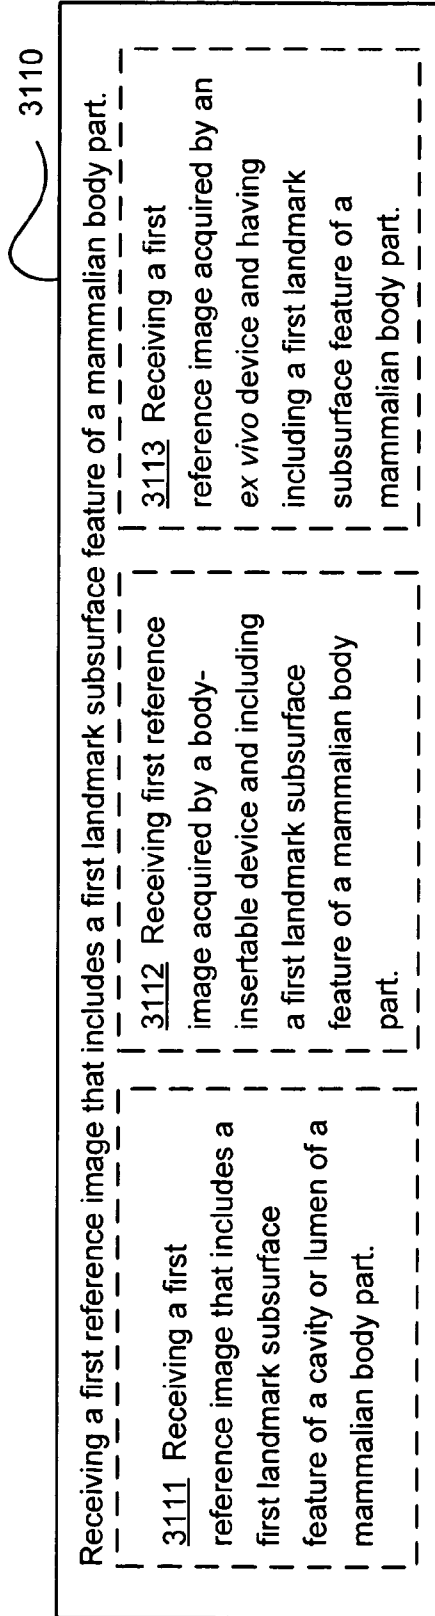 3110
Receiving a first reference image that includes a first landmark subsurface feature of a mammalian body part.
3111 Receiving a first
reference image that includes a
first landmark subsurface
feature of a cavity or lumen of a
mammalian body part.
3112 Receiving first reference
image acquired by a body-
insertable device and including
a first landmark subsurface
feature of a mammalian body
part.
3113 Receiving a first
reference image acquired by an
ex vivo device and having
including a first landmark
subsurface feature of a
mammalian body part.